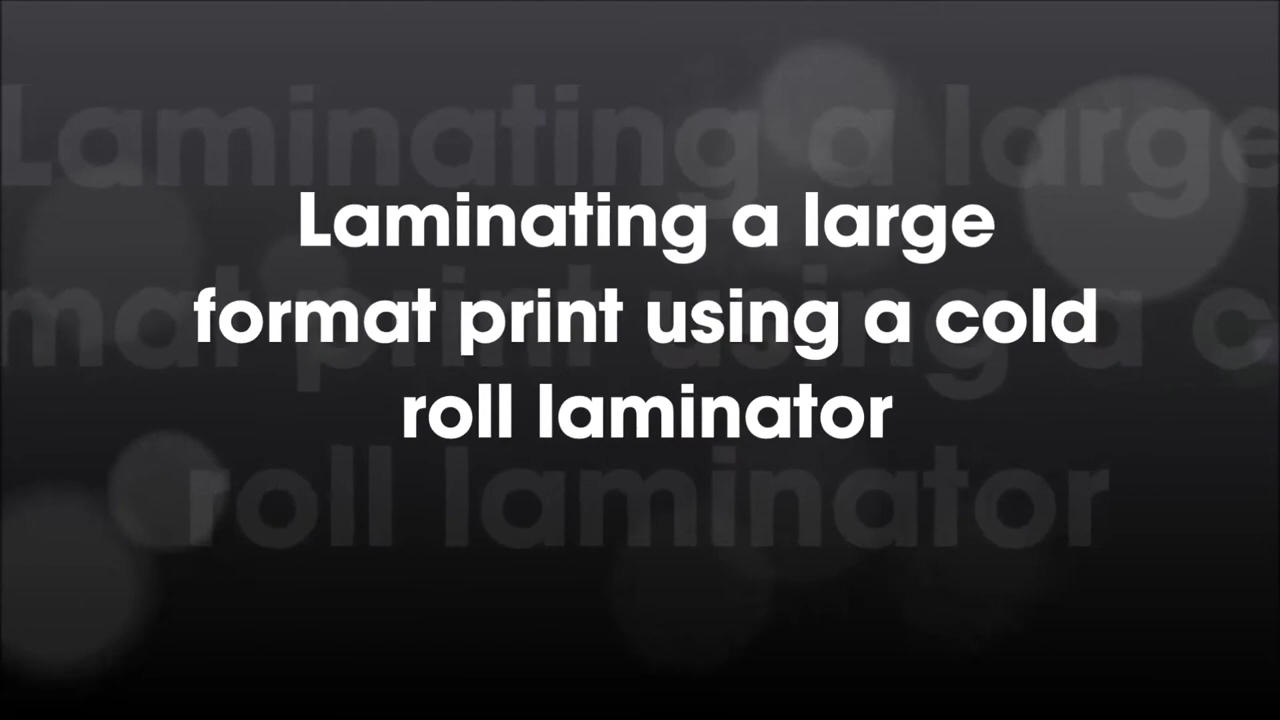 Laminating a large
format print using a cold
roll laminator